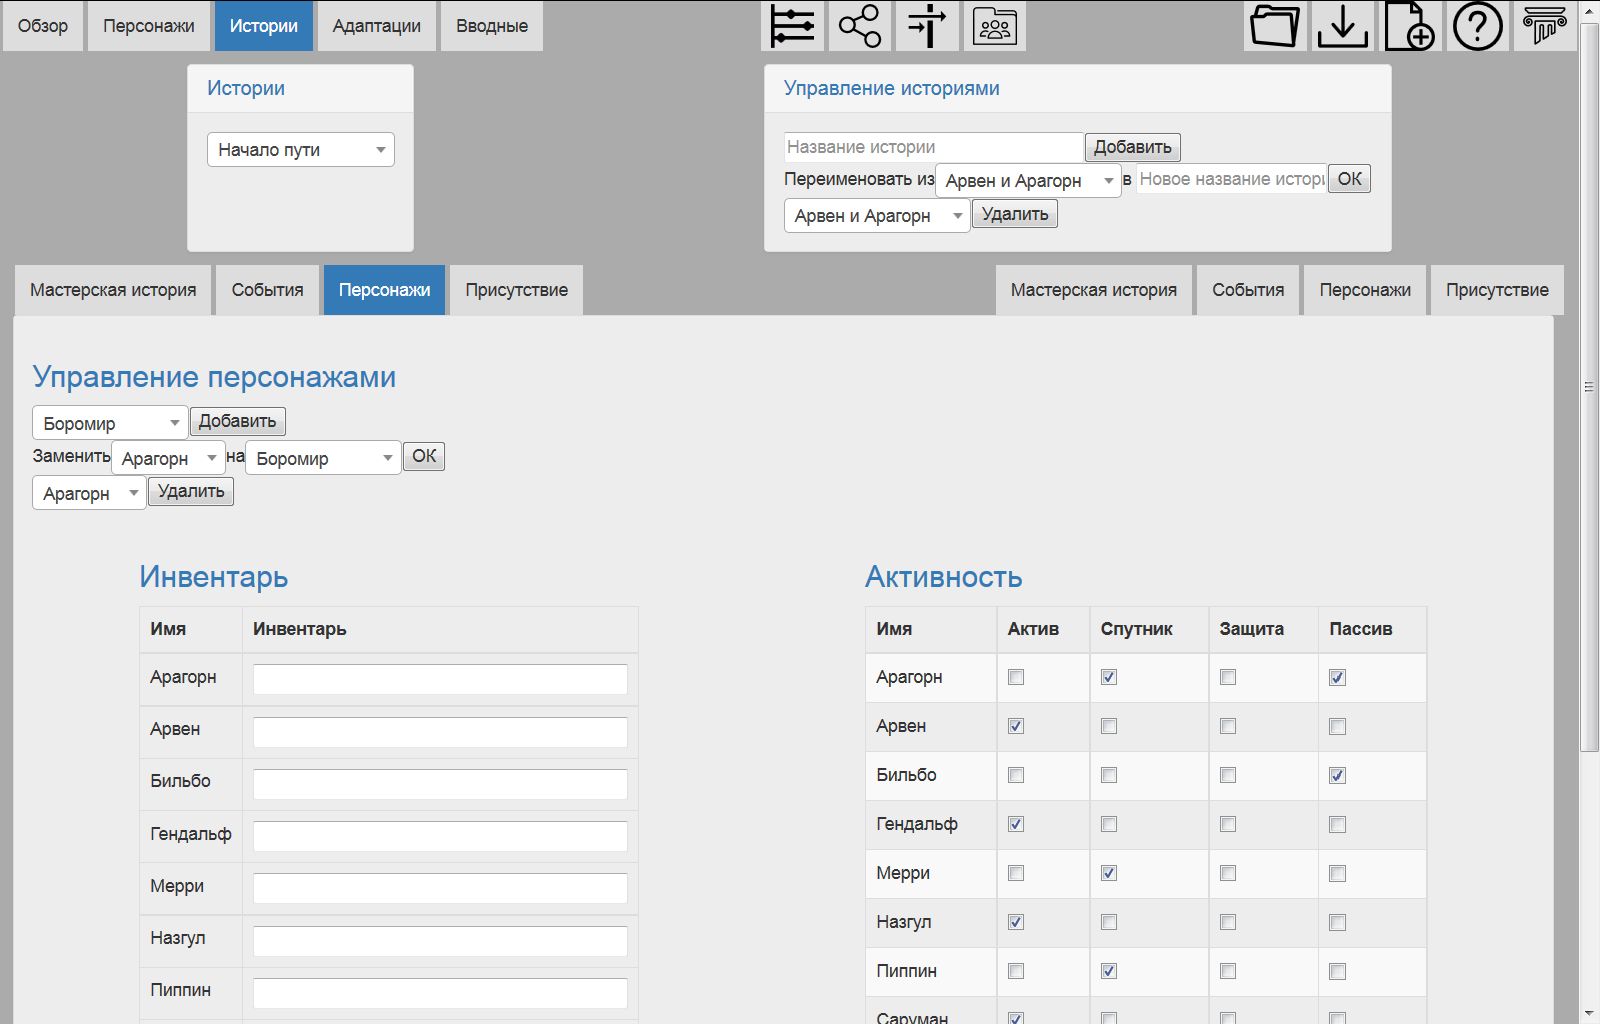 Обзор Персонажи Истории Адаптации Вводные
Истории
Начало пути
Управление историями
Название истории Добавить
Переименовать из Арвен и Арагорн в Новое название истори ОК
Арвен и Арагорн Удалить
Мастерская история События Персонажи Присутствие
Мастерская история События Персонажи Присутствие
Управление персонажами
Боромир Добавить
Заменить Арагорн на Боромир ОК
Арагорн Удалить
Инвентарь
Имя Инвентарь
Арагорн
Арвен
Бильбо
Гендальф
Мерри
Назгул
Пиппин
Активность
Имя Актив Спутник Защита Пассив
Арагорн
Арвен
Бильбо
Гендальф
Мерри
Назгул
Пиппин
Саруман